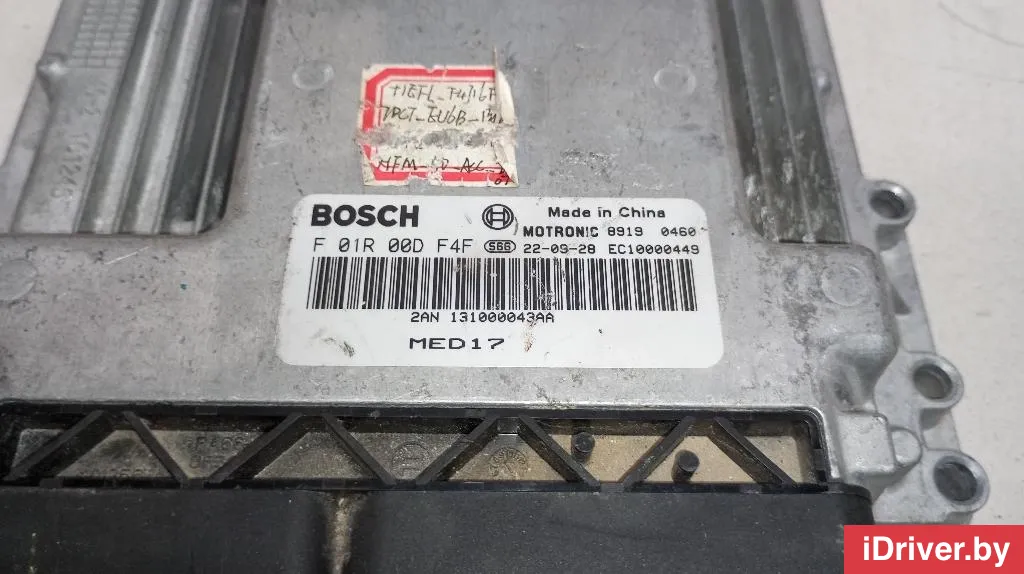 BOSCH
Made in China
MOTRONIC 8919 0460
F 01R 00D F4F 566 22-09-28 EC10000449
2AN 131000043AA
MED17
iDriver.by